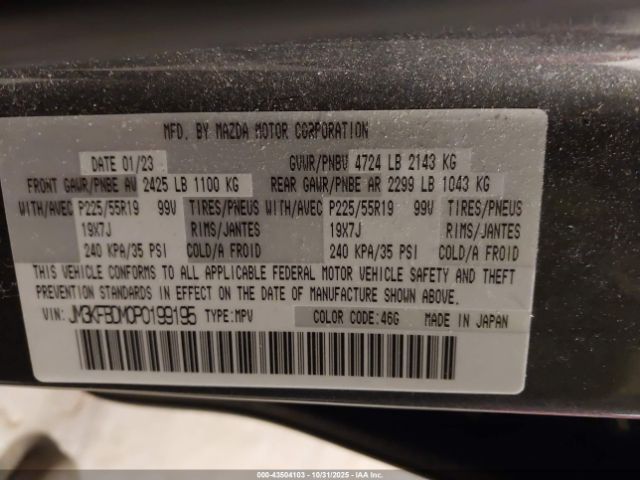 MFD. BY MAZDA MOTOR CORPORATION
DATE 01/23 GVWR/PNBV 4724 LB 2143 KG
FRONT GAWR/PNBE AV 2425 LB 1100 KG REAR GAWR/PNBE AR 2299 LB 1043 KG
WITH/AVEC P225/55R19 99V TIRES/PNEUS WITH/AVEC P225/55R19 99V TIRES/PNEUS
19X7J RIMS/JANTES 19X7J RIMS/JANTES
240 KPA/35 PSI COLD/A FROID 240 KPA/35 PSI COLD/A FROID
THIS VEHICLE CONFORMS TO ALL APPLICABLE FEDERAL MOTOR VEHICLE SAFETY AND THEFT
PREVENTION STANDARDS IN EFFECT ON THE DATE OF MANUFACTURE SHOWN ABOVE.
VIN: JM3KFBDM0P0199195 TYPE:MPV COLOR CODE:46G MADE IN JAPAN
000-43504103 - 10/31/2025 - COPART IAA